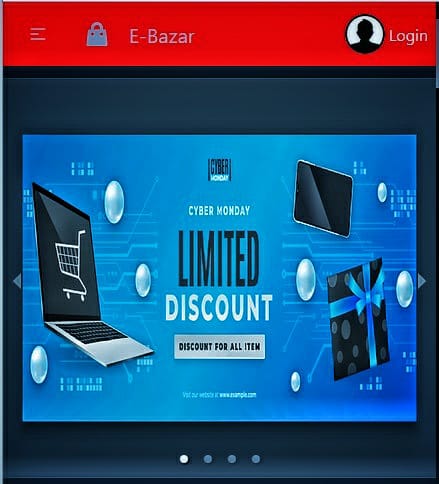 E-Bazar
Login
CYBER
MONDAY
CYBER MONDAY
LIMITED
DISCOUNT
DISCOUNT FOR ALL ITEM
Visit our website at www.example.com